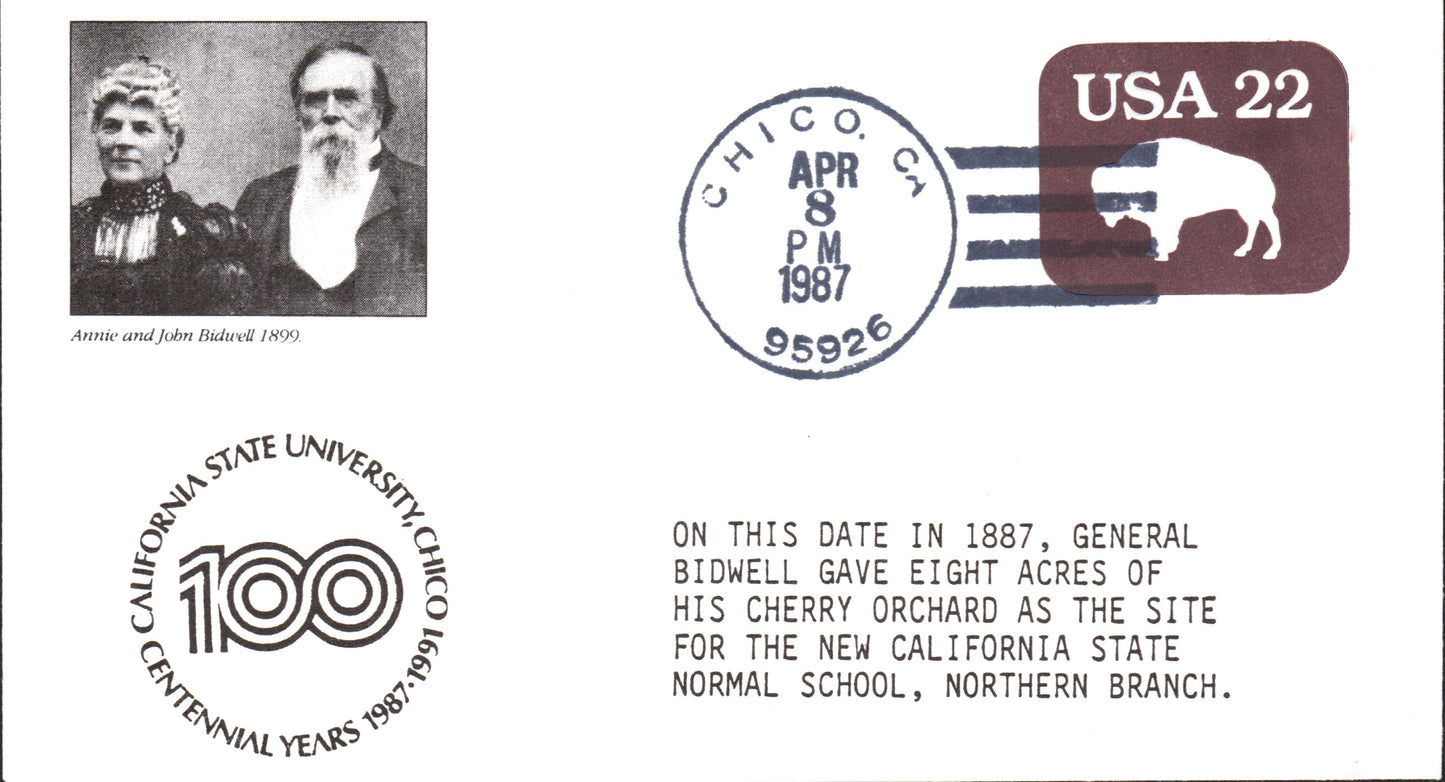 Annie and John Bidwell 1899.
CHICO, CA
APR
8
PM
1987
95926
USA 22
CALIFORNIA STATE UNIVERSITY, CHICO
100
CENTENNIAL YEARS 1987·1991
ON THIS DATE IN 1887, GENERAL
BIDWELL GAVE EIGHT ACRES OF
HIS CHERRY ORCHARD AS THE SITE
FOR THE NEW CALIFORNIA STATE
NORMAL SCHOOL, NORTHERN BRANCH.